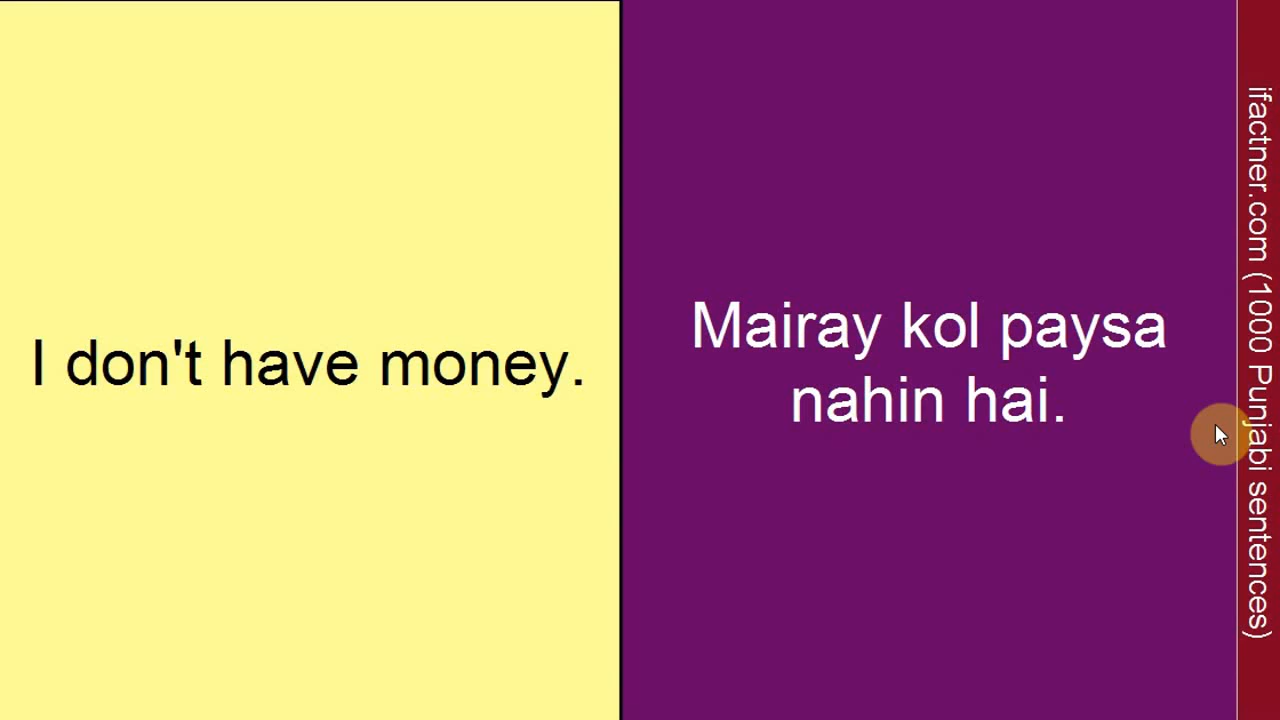 I don't have money.
Mairay kol paysa
nahin hai.
ifactner.com (1000 Punjabi sentences)